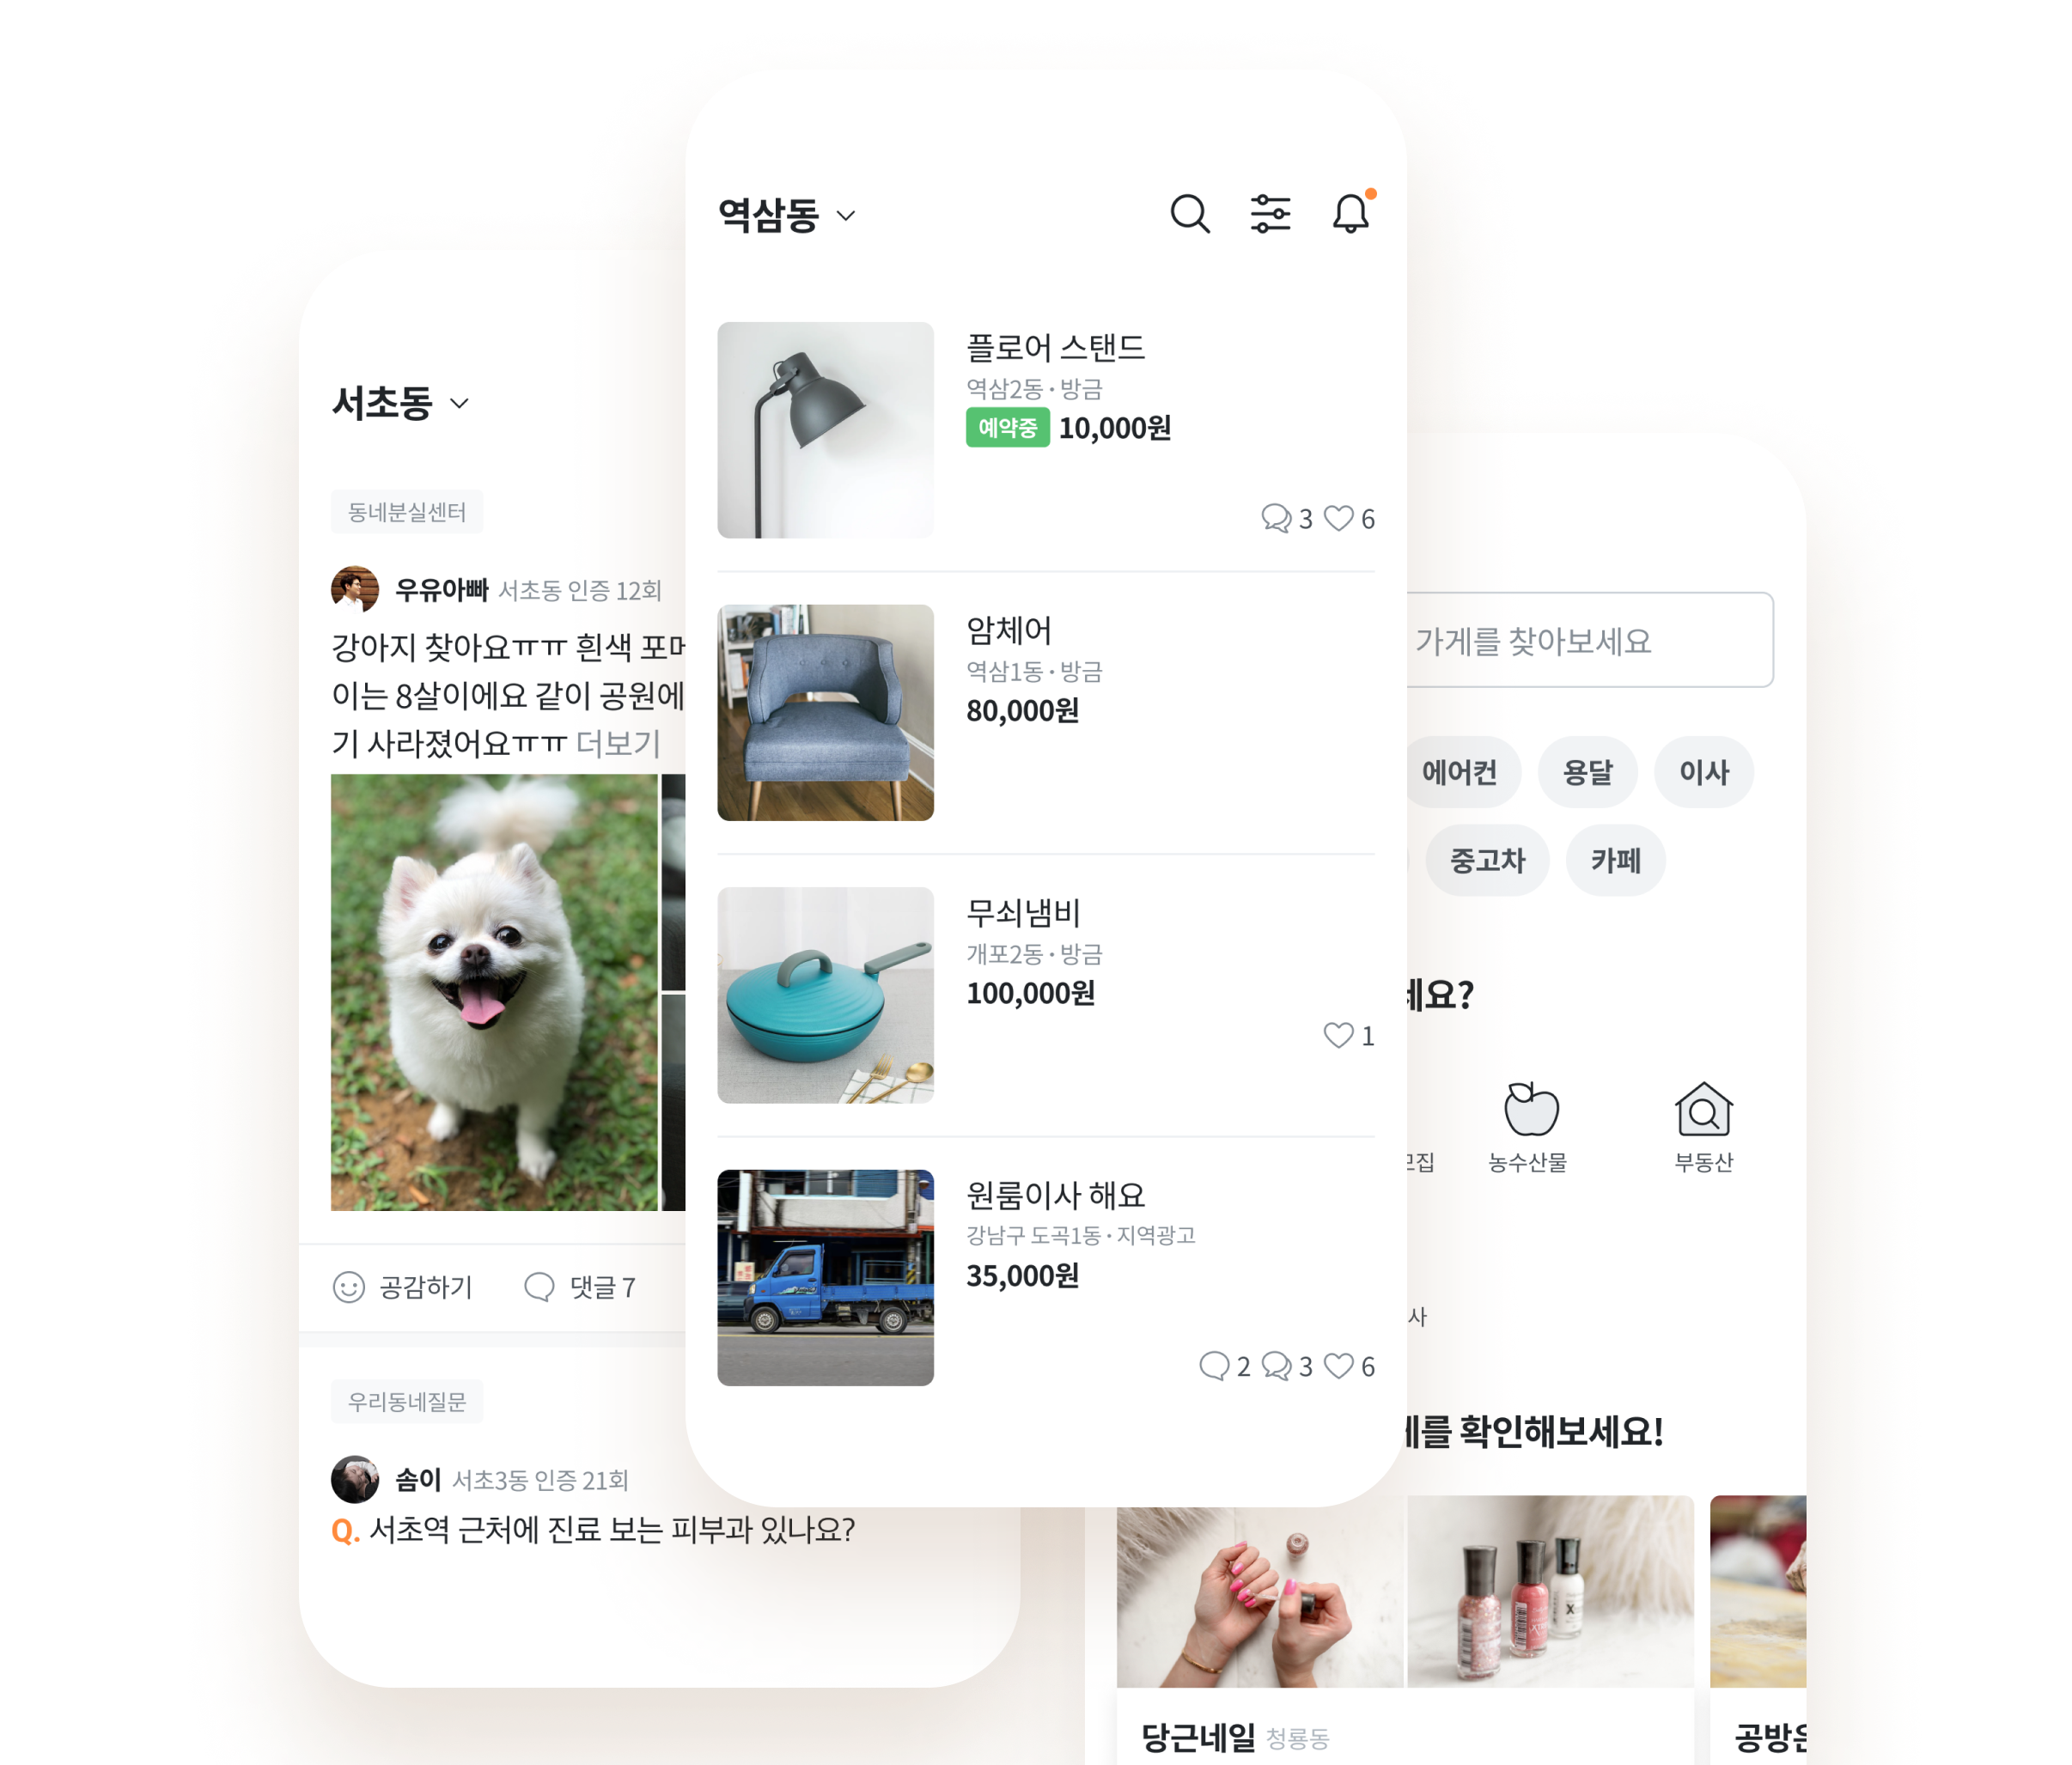 역삼동
플로어 스탠드
역삼2동 · 방금
예약중 10,000원
3 6
암체어
역삼1동 · 방금
80,000원
무쇠냄비
개포2동 · 방금
100,000원
1
원룸이사 해요
강남구 도곡1동 · 지역광고
35,000원
2 3 6
서초동
동네분실센터
우유아빠 서초동 인증 12회
강아지 찾아요ㅠㅠ 흰색
이는 8살이에요 같이 공원에
기 사라졌어요ㅠㅠ 더보기
공감하기 댓글 7
우리동네질문
솜이 서초3동 인증 21회
Q. 서초역 근처에 진료 보는 피부과 있나요?
가게를 찾아보세요
에어컨 용달 이사
중고차 카페
요?
농수산물 부동산
사
를 확인해보세요!
당근네일 청룡동
공방